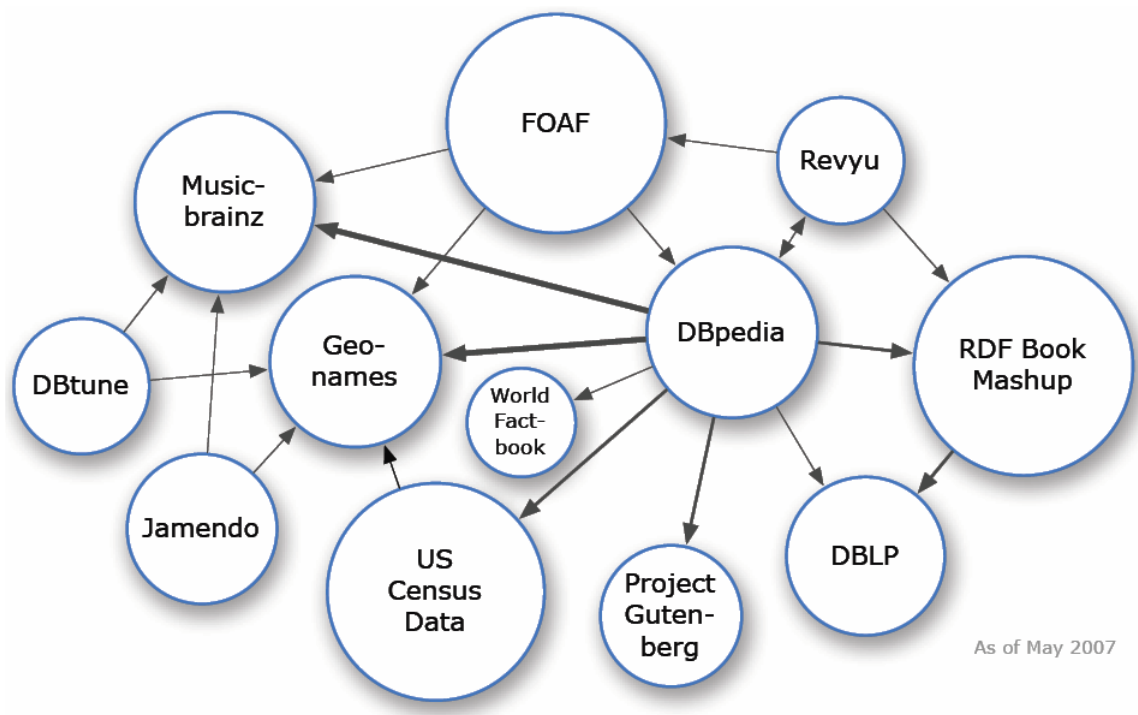 FOAF
Revyu
Music-
brainz
DBpedia
Geo-
names
RDF Book
Mashup
DBtune
World
Fact-
book
Jamendo
US
Census
Data
Project
Guten-
berg
DBLP
As of May 2007